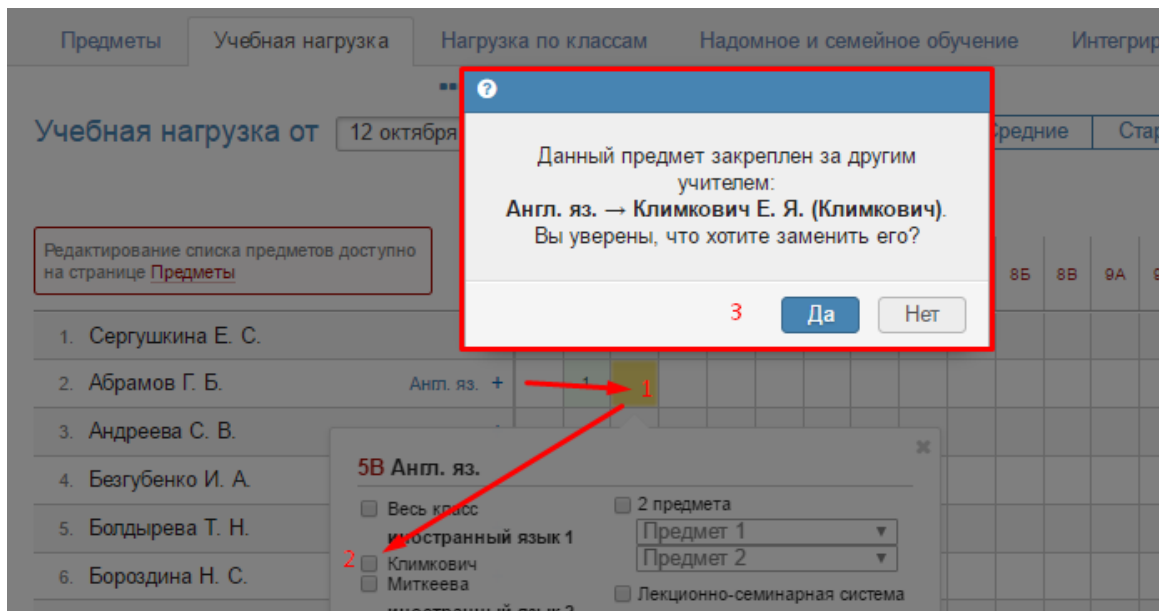 Предметы Учебная нагрузка Нагрузка по классам Надомное и семейное обучение
?
Учебная нагрузка от 12 октября Средние
Данный предмет закреплен за другим
учителем:
Англ. яз. → Климкович Е. Я. (Климкович).
Вы уверены, что хотите заменить его?
Редактирование списка предметов доступно
на странице Предметы
8Б 8В 9А
3 Да Нет
1. Сергушкина Е. С.
2. Абрамов Г. Б. Англ. яз. + 1 1
3. Андреева С. В.
5В Англ. яз.
4. Безгубенко И. А.
Весь класс 2 предмета
иностранный язык 1 Предмет 1
5. Болдырева Т. Н.
2 Климкович Предмет 2
6. Бороздина Н. С.
Миткеева Лекционно-семинарная система